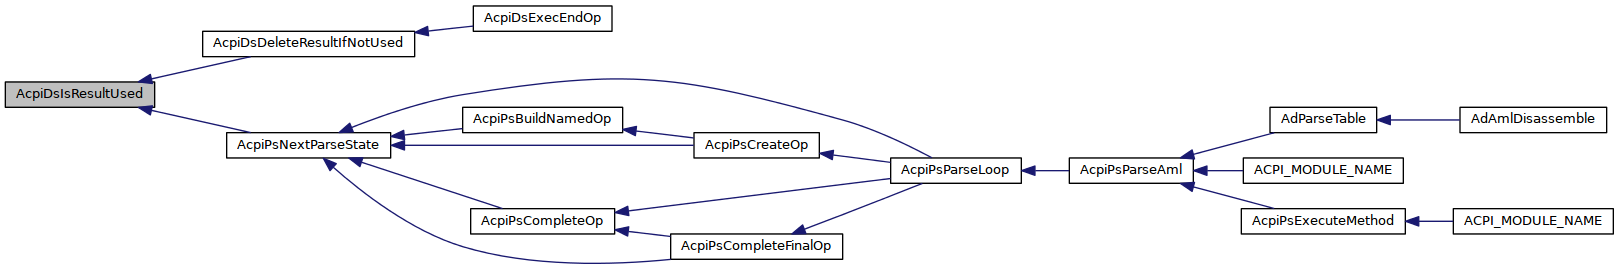 AcpiDsExecEndOp
AcpiDsDeleteResultIfNotUsed
AcpiDsIsResultUsed
AcpiPsBuildNamedOp
AdParseTable
AdAmlDisassemble
AcpiPsNextParseState
AcpiPsCreateOp
AcpiPsParseLoop
AcpiPsParseAml
ACPI_MODULE_NAME
AcpiPsCompleteOp
AcpiPsExecuteMethod
ACPI_MODULE_NAME
AcpiPsCompleteFinalOp